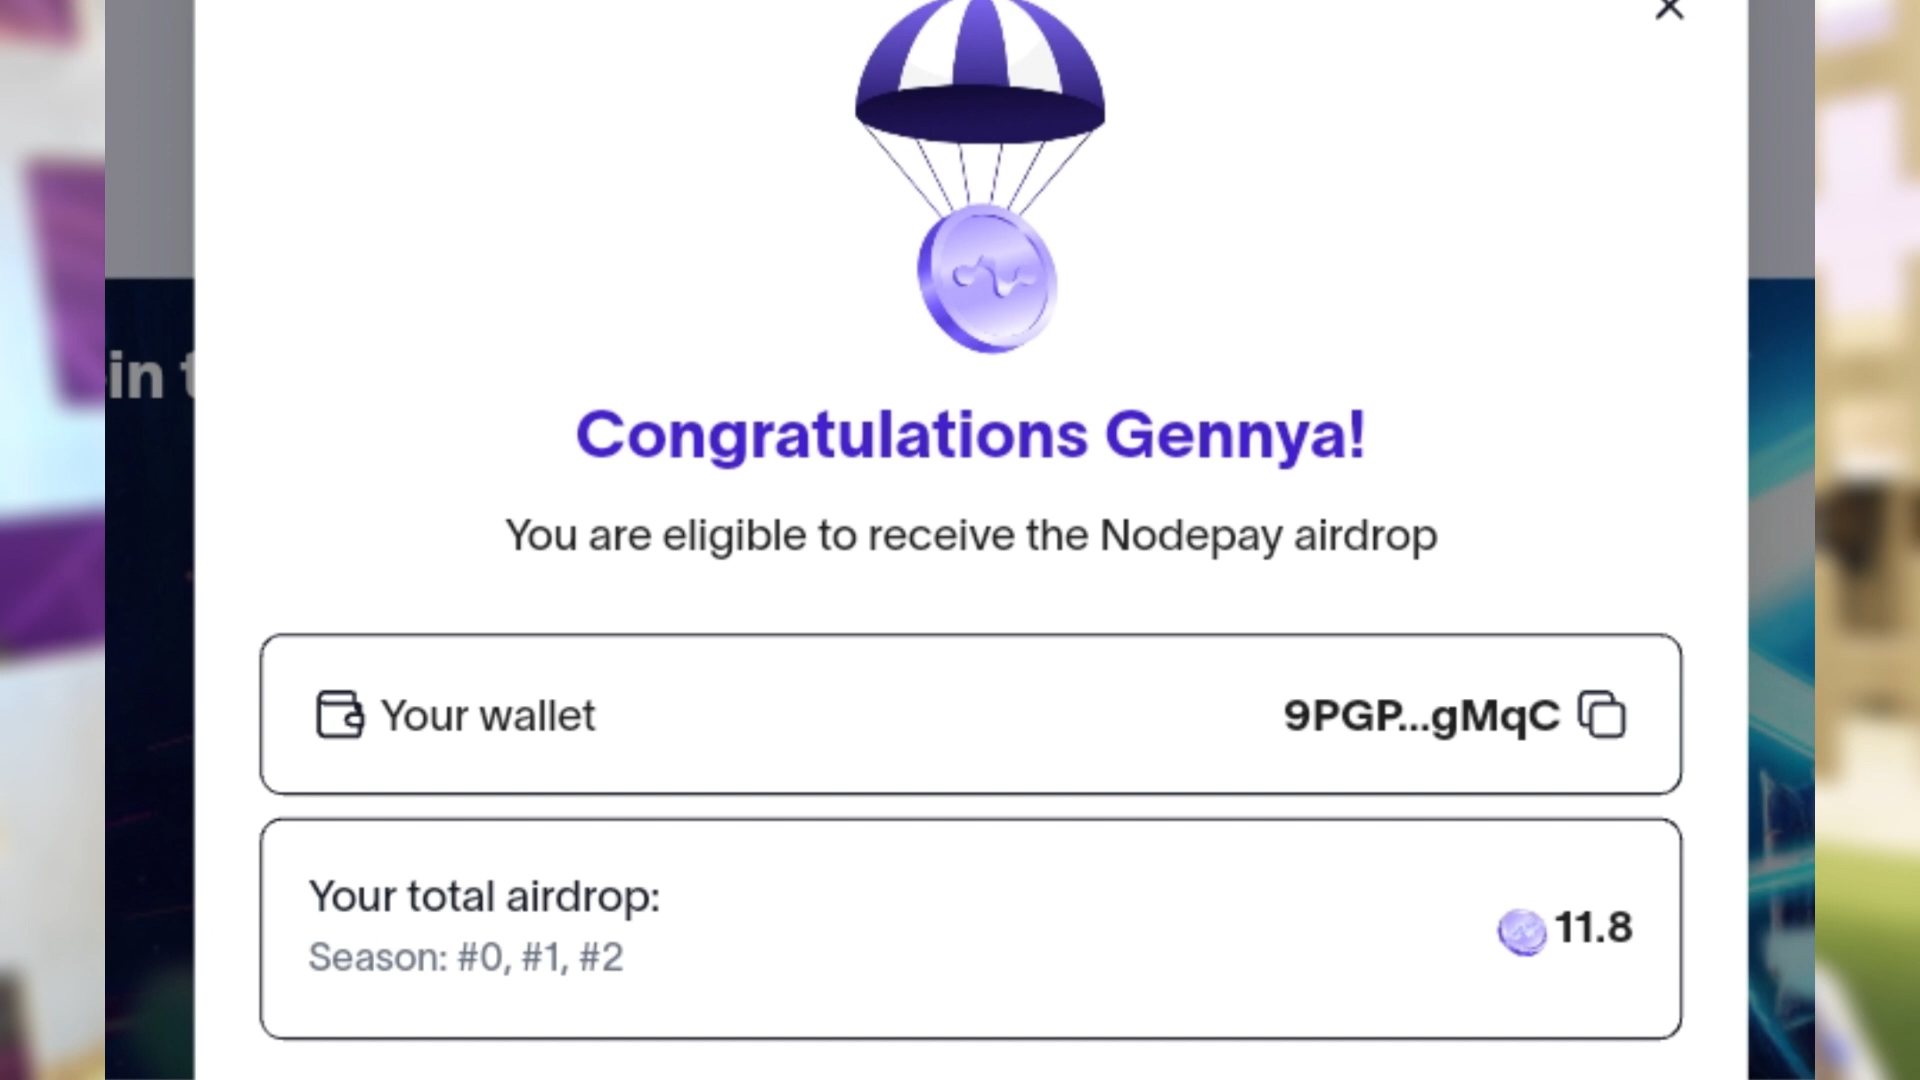 in t
Congratulations Gennya!
You are eligible to receive the Nodepay airdrop
Your wallet
9PGP...gMqC
Your total airdrop:
11.8
Season: #0, #1, #2